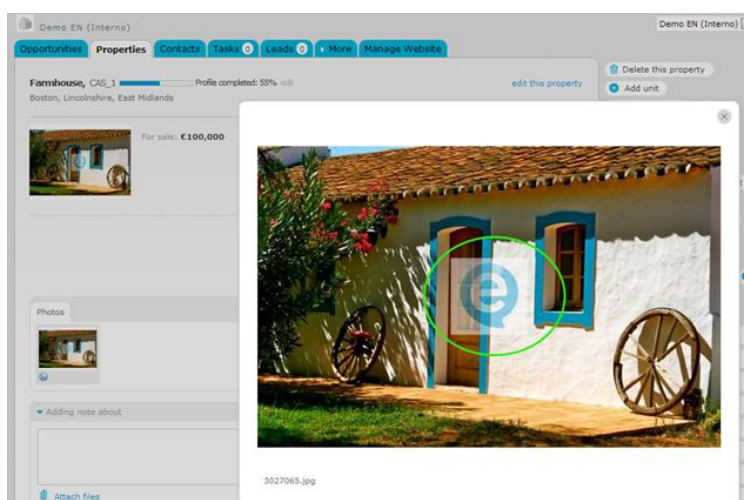 Demo EN (Interno)
Demo EN (Interno)
Opportunities Properties Contacts Tasks 0 Leads 0 More Manage Website
Farmhouse, CAS_1 Profile completed: 55% edit
edit this property
Delete this property
Boston, Lincolnshire, East Midlands
Add unit
For sale: €100,000
e
Photos
Adding note about
Attach files
3027065.jpg